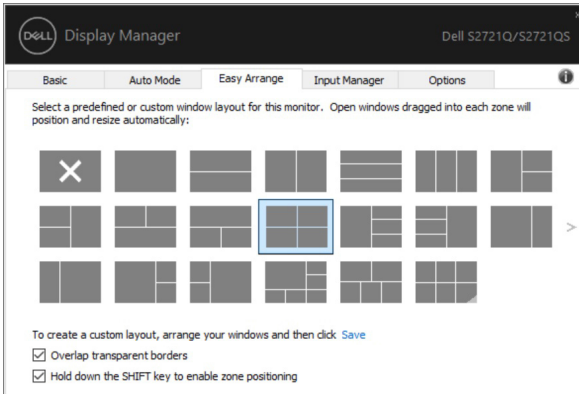 DELL Display Manager Dell S2721Q/S2721QS
Basic Auto Mode Easy Arrange Input Manager Options
Select a predefined or custom window layout for this monitor. Open windows dragged into each zone will
position and resize automatically:
To create a custom layout, arrange your windows and then click Save
Overlap transparent borders
Hold down the SHIFT key to enable zone positioning